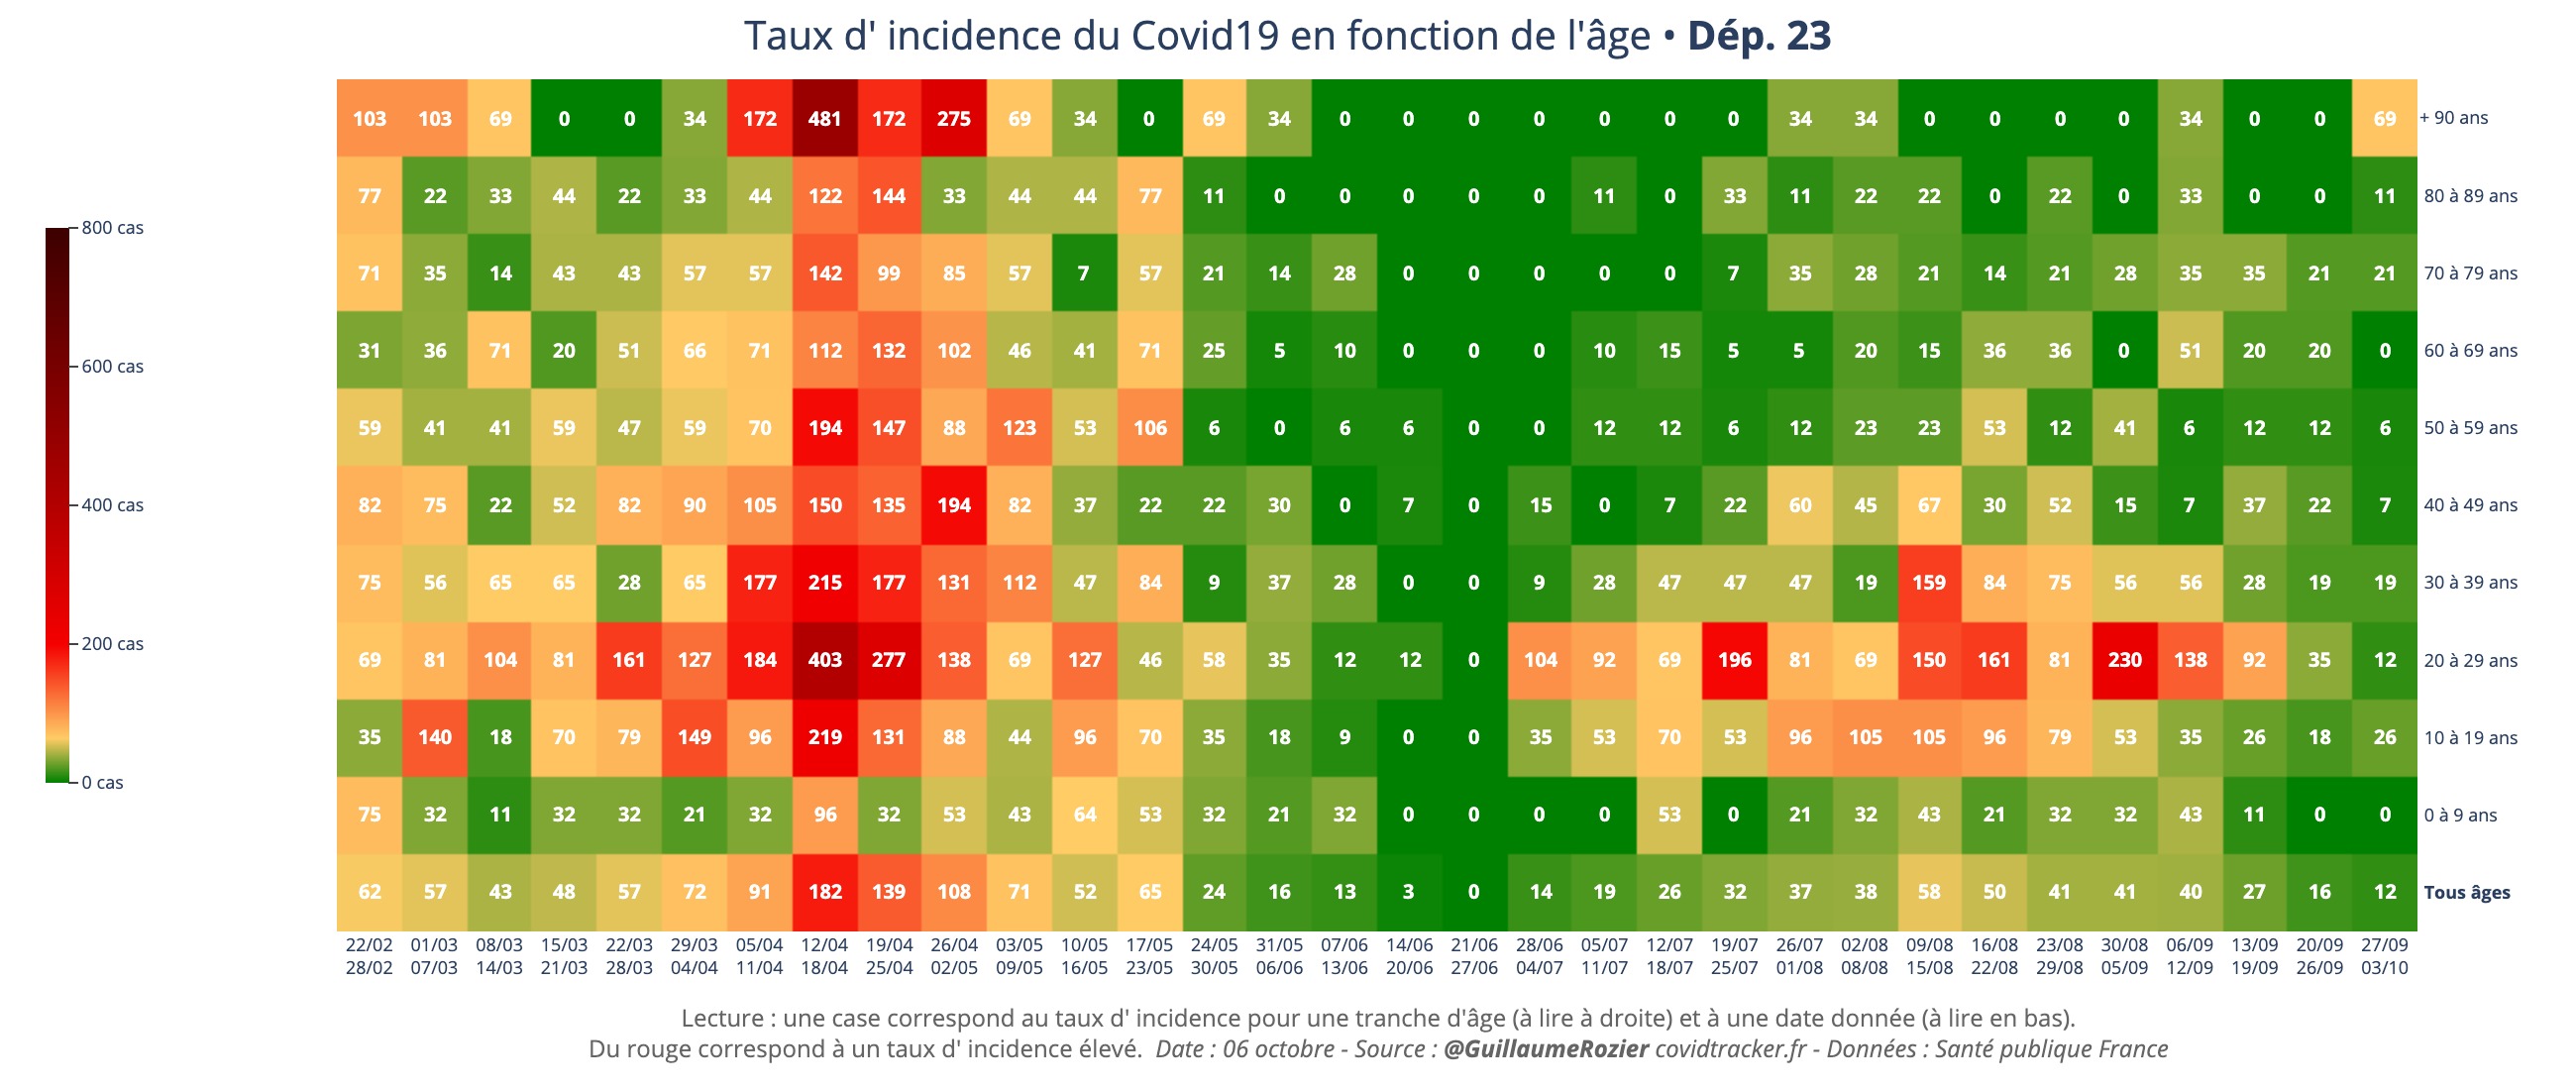 Taux d' incidence du Covid19 en fonction de l'âge • Dép. 23
800 cas
600 cas
400 cas
200 cas
0 cas
103 103 69 0 0 34 172 481 172 275 69 34 0 69 34 0 0 0 0 0 0 0 34 34 0 0 0 0 34 0 0 69 + 90 ans
77 22 33 44 22 33 44 122 144 33 44 44 77 11 0 0 0 0 0 11 0 33 11 22 22 0 22 0 33 0 0 11 80 à 89 ans
71 35 14 43 43 57 57 142 99 85 57 7 57 21 14 28 0 0 0 0 0 7 35 28 21 14 21 28 35 35 21 21 70 à 79 ans
31 36 71 20 51 66 71 112 132 102 46 41 71 25 5 10 0 0 0 10 15 5 5 20 15 36 36 0 51 20 20 0 60 à 69 ans
59 41 41 59 47 59 70 194 147 88 123 53 106 6 0 6 6 0 0 12 12 6 12 23 23 53 12 41 6 12 12 6 50 à 59 ans
82 75 22 52 82 90 105 150 135 194 82 37 22 22 30 0 7 0 15 0 7 22 60 45 67 30 52 15 7 37 22 7 40 à 49 ans
75 56 65 65 28 65 177 215 177 131 112 47 84 9 37 28 0 0 9 28 47 47 47 19 159 84 75 56 56 28 19 19 30 à 39 ans
69 81 104 81 161 127 184 403 277 138 69 127 46 58 35 12 12 0 104 92 69 196 81 69 150 161 81 230 138 92 35 12 20 à 29 ans
35 140 18 70 79 149 96 219 131 88 44 96 70 35 18 9 0 0 35 53 70 53 96 105 105 96 79 53 35 26 18 26 10 à 19 ans
75 32 11 32 32 21 32 96 32 53 43 64 53 32 21 32 0 0 0 0 53 0 21 32 43 21 32 32 43 11 0 0 0 à 9 ans
62 57 43 48 57 72 91 182 139 108 71 52 65 24 16 13 3 0 14 19 26 32 37 38 58 50 41 41 40 27 16 12 Tous âges
22/02 01/03 08/03 15/03 22/03 29/03 05/04 12/04 19/04 26/04 03/05 10/05 17/05 24/05 31/05 07/06 14/06 21/06 28/06 05/07 12/07 19/07 26/07 02/08 09/08 16/08 23/08 30/08 06/09 13/09 20/09 27/09
28/02 07/03 14/03 21/03 28/03 04/04 11/04 18/04 25/04 02/05 09/05 16/05 23/05 30/05 06/06 13/06 20/06 27/06 04/07 11/07 18/07 25/07 01/08 08/08 15/08 22/08 29/08 05/09 12/09 19/09 26/09 03/10
Lecture : une case correspond au taux d' incidence pour une tranche d'âge (à lire à droite) et à une date donnée (à lire en bas).
Du rouge correspond à un taux d' incidence élevé. Date : 06 octobre - Source : @GuillaumeRozier covidtracker.fr - Données : Santé publique France